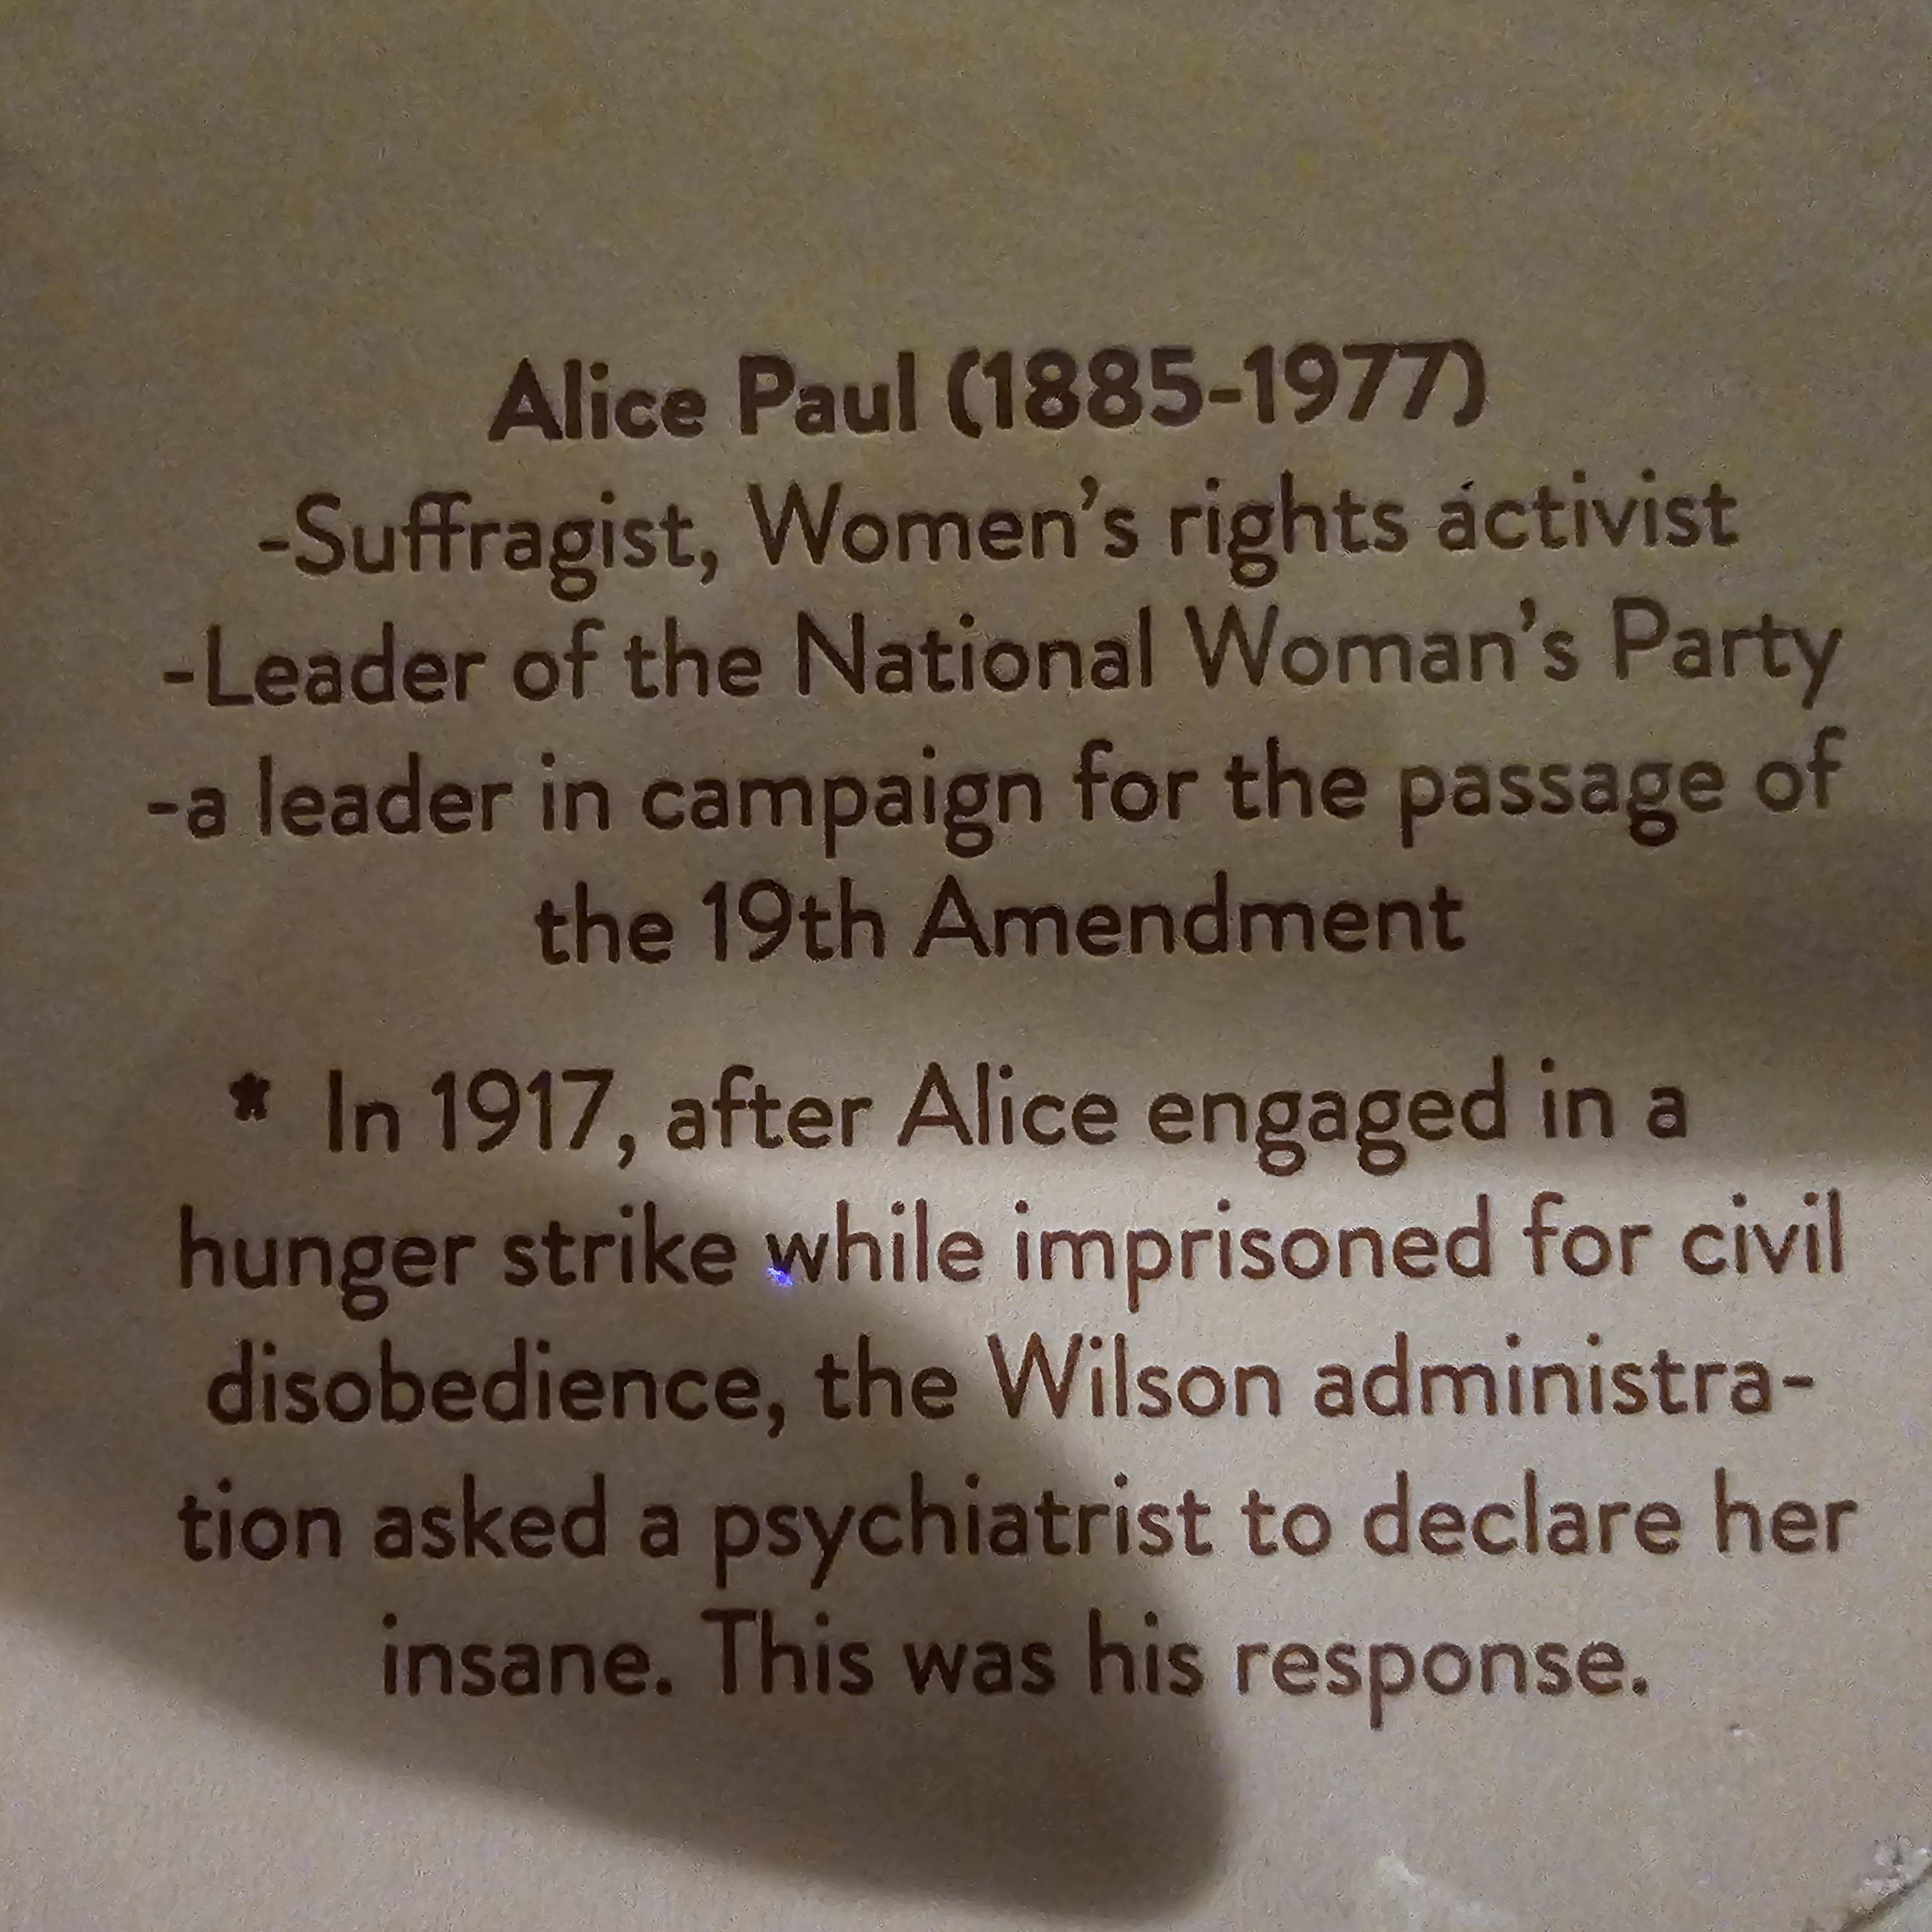 Alice Paul (1885-1977)
-Suffragist, Women's rights activist
-Leader of the National Woman's Party
-a leader in campaign for the passage of
the 19th Amendment
* In 1917, after Alice engaged in a
hunger strike while imprisoned for civil
disobedience, the Wilson administra-
tion asked a psychiatrist to declare her
insane. This was his response.